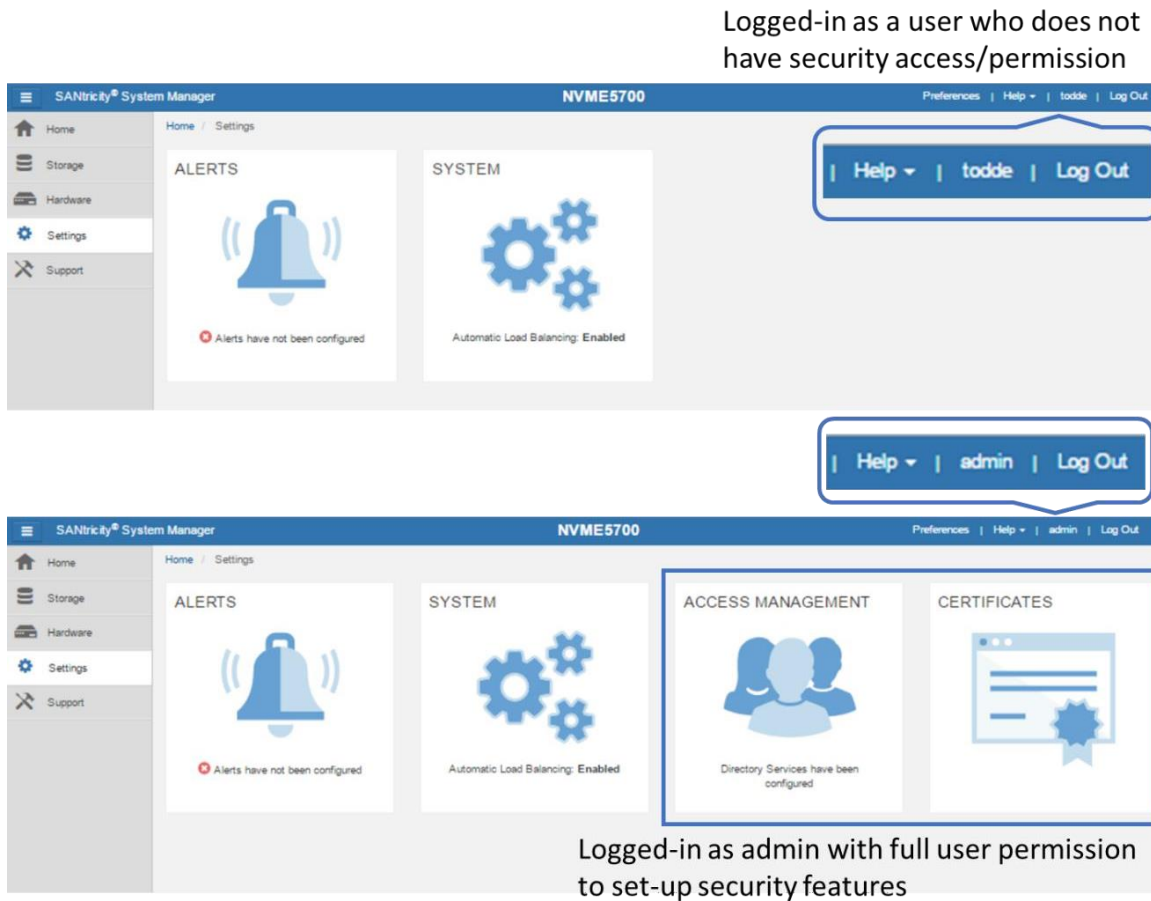 Logged-in as a user who does not
have security access/permission
SANtricity® System Manager NVME5700 Preferences | Help | todde | Log Out
Home Home / Settings
Storage
Hardware
Settings
Support
ALERTS SYSTEM
| Help | todde | Log Out
Alerts have not been configured Automatic Load Balancing: Enabled
| Help | admin | Log Out
SANtricity® System Manager NVME5700 Preferences | Help | admin | Log Out
Home Home / Settings
Storage
Hardware
Settings
Support
ALERTS SYSTEM ACCESS MANAGEMENT CERTIFICATES
Alerts have not been configured Automatic Load Balancing: Enabled Directory Services have been
configured
Logged-in as admin with full user permission
to set-up security features